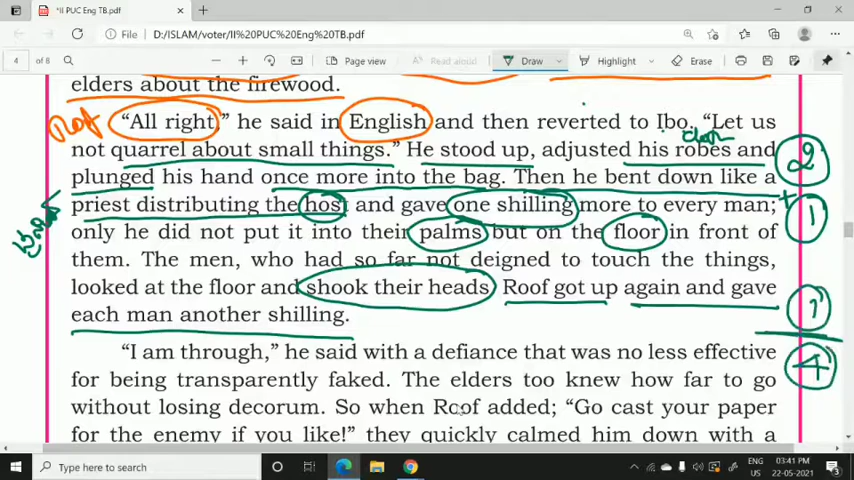 *II PUC Eng TB.pdf
File
D:/ISLAM/voter/II%20PUC%20Eng%20TB.pdf
4 of 8
Page view
Read aloud
Draw
Highlight
Erase
elders about the firewood.
Rof "All right," he said in English and then reverted to Ibo. "Let us
cloth
not quarrel about small things." He stood up, adjusted his robes and 2
plunged his hand once more into the bag. Then he bent down like a
priest distributing the host and gave one shilling more to every man; + 1
only he did not put it into their palms but on the floor in front of
them. The men, who had so far not deigned to touch the things,
looked at the floor and shook their heads. Roof got up again and gave 1
each man another shilling.
4
"I am through," he said with a defiance that was no less effective
for being transparently faked. The elders too knew how far to go
without losing decorum. So when Roof added; "Go cast your paper
for the enemy if you like!" they quickly calmed him down with a
Type here to search
ENG
IN
03:41 PM
22-05-2021
3